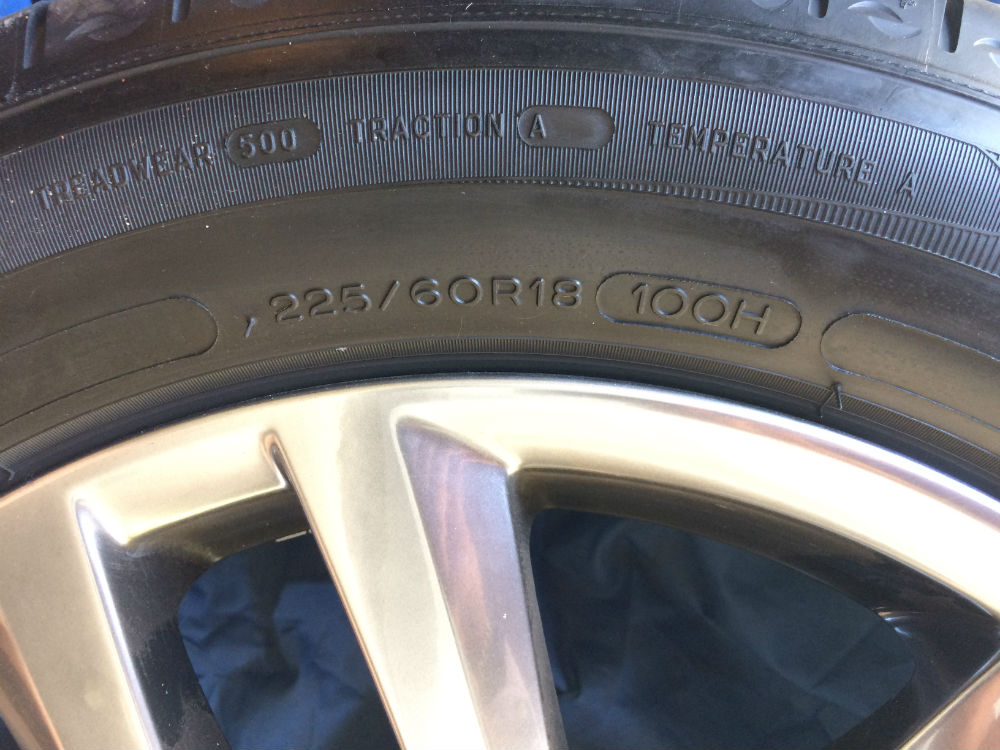 TREADWEAR 500 TRACTION A TEMPERATURE A
,225/60R18 100H